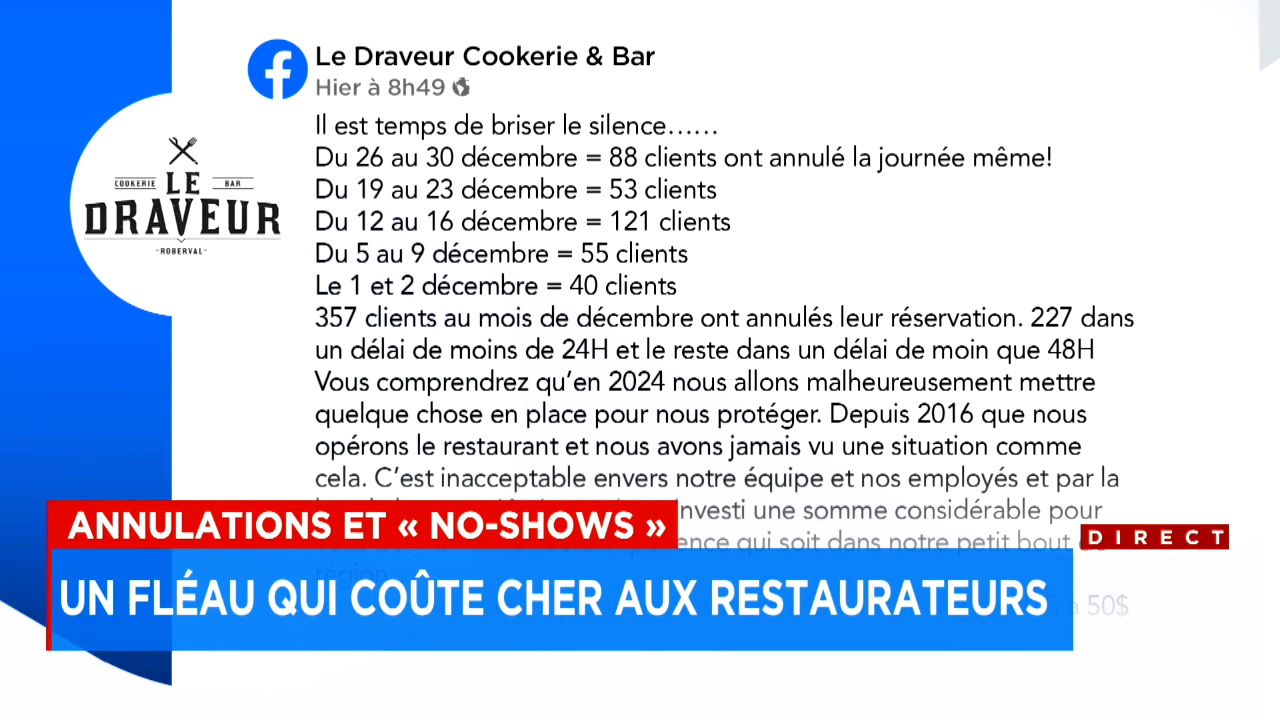 Le Draveur Cookerie & Bar
Hier à 8h49
Il est temps de briser le silence......
Du 26 au 30 décembre = 88 clients ont annulé la journée même!
Du 19 au 23 décembre = 53 clients
Du 12 au 16 décembre = 121 clients
Du 5 au 9 décembre = 55 clients
Le 1 et 2 décembre = 40 clients
357 clients au mois de décembre ont annulés leur réservation. 227 dans
un délai de moins de 24H et le reste dans un délai de moin que 48H
Vous comprendrez qu'en 2024 nous allons malheureusement mettre
quelque chose en place pour nous protéger. Depuis 2016 que nous
opérons le restaurant et nous avons jamais vu une situation comme
cela. C'est inacceptable envers notre équipe et nos employés et par la
investi une somme considérable pour
qui soit dans notre petit bout
région
à 50$
COOKERIE LE BAR
DRAVEUR
-ROBERVAL-
ANNULATIONS ET « NO-SHOWS »
UN FLÉAU QUI COÛTE CHER AUX RESTAURATEURS
DIRECT